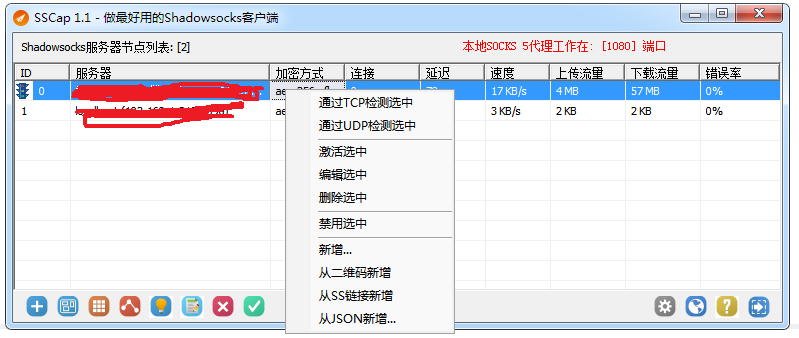 SSCap 1.1 - 做最好用的Shadowsocks客户端
Shadowsocks服务器节点列表: [2]
本地SOCKS 5代理工作在: [1080] 端口
ID 服务器 加密方式 连接 延迟 速度 上传流量 下载流量 错误率
0 17 KB/s 4 MB 57 MB 0%
1 3 KB/s 2 KB 2 KB 0%
通过TCP检测选中
通过UDP检测选中
激活选中
编辑选中
删除选中
禁用选中
新增...
从二维码新增
从SS链接新增
从JSON新增...